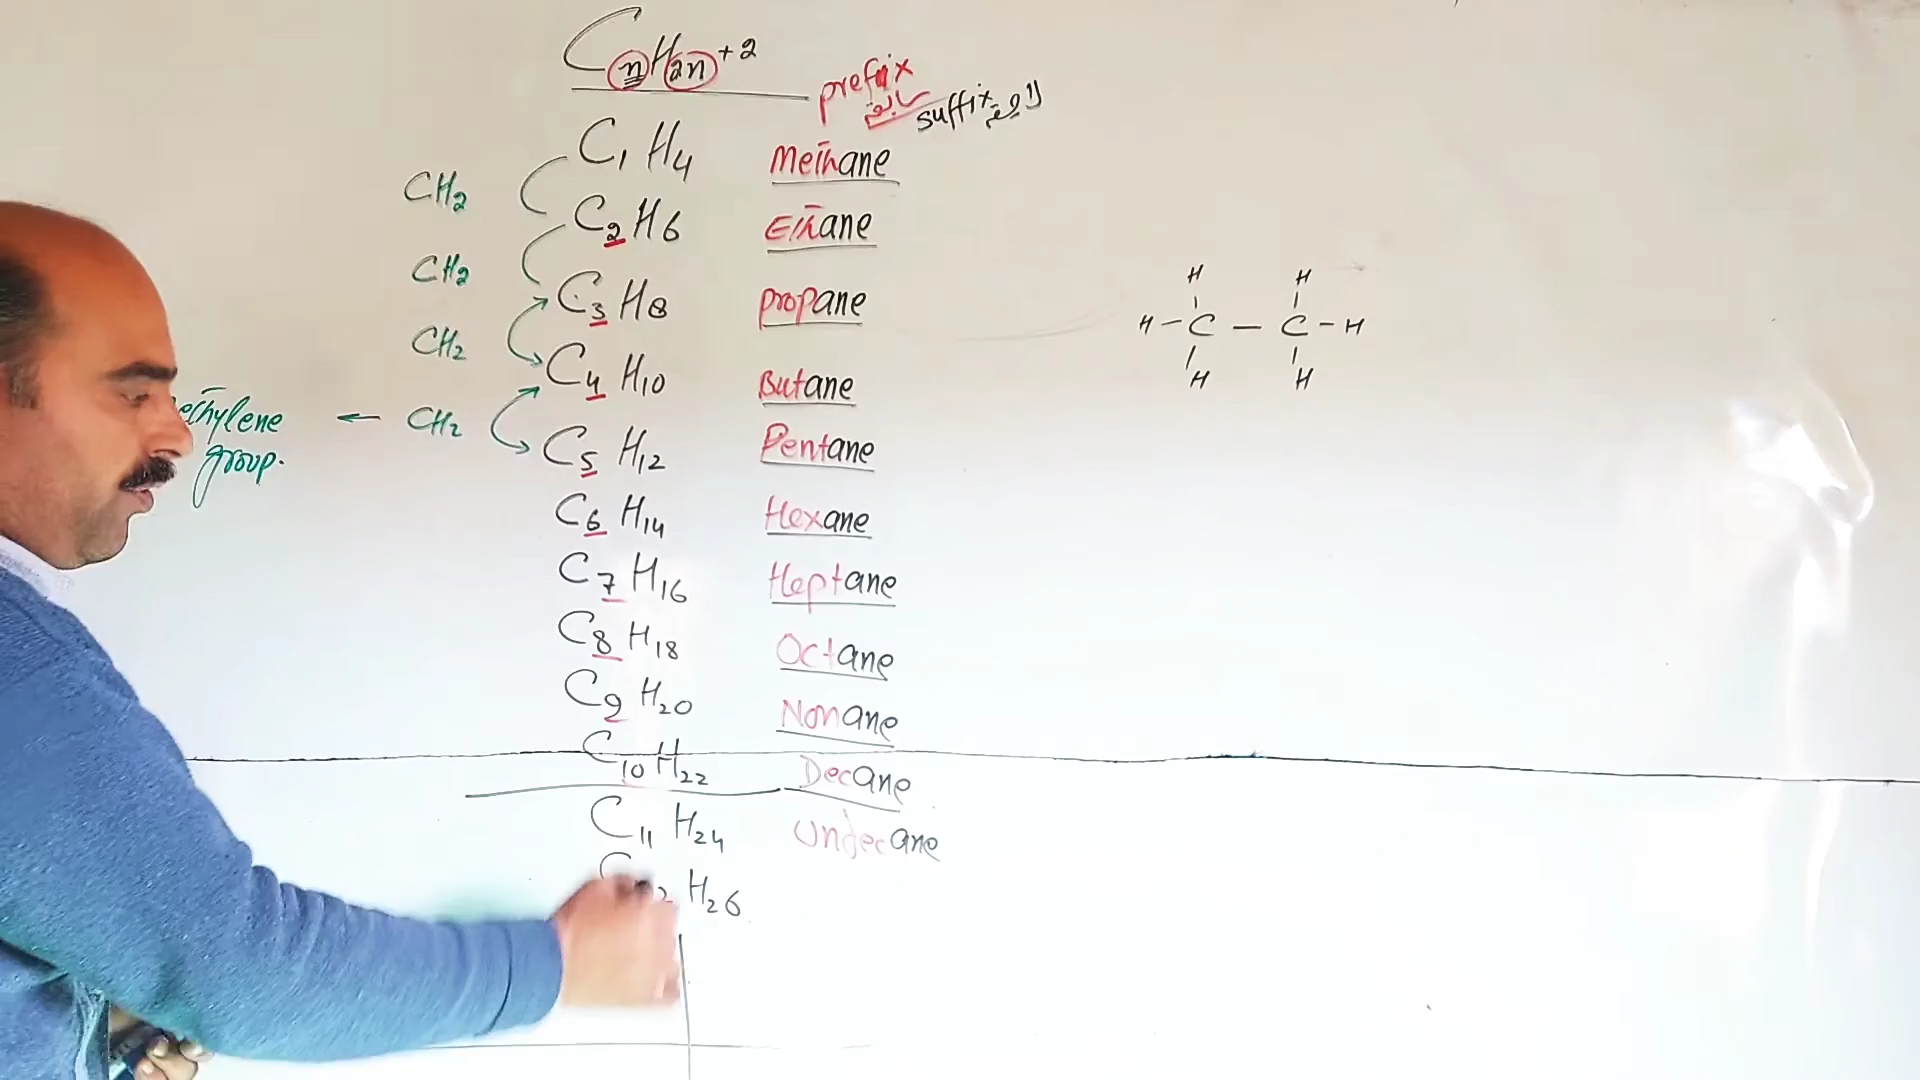 CnH2n+2
prefix سابقہ suffix لاحقہ
C1H4 Methane
CH2
C2H6 Ethane
CH2
C3H8 propane
CH2
C4H10 Butane
ethylene group. ← CH2
C5H12 Pentane
C6H14 Hexane
C7H16 Heptane
C8H18 Octane
C9H20 Nonane
C10H22 Decane
C11H24 Undecane
2 H26
H H
H-C-C-H
H H